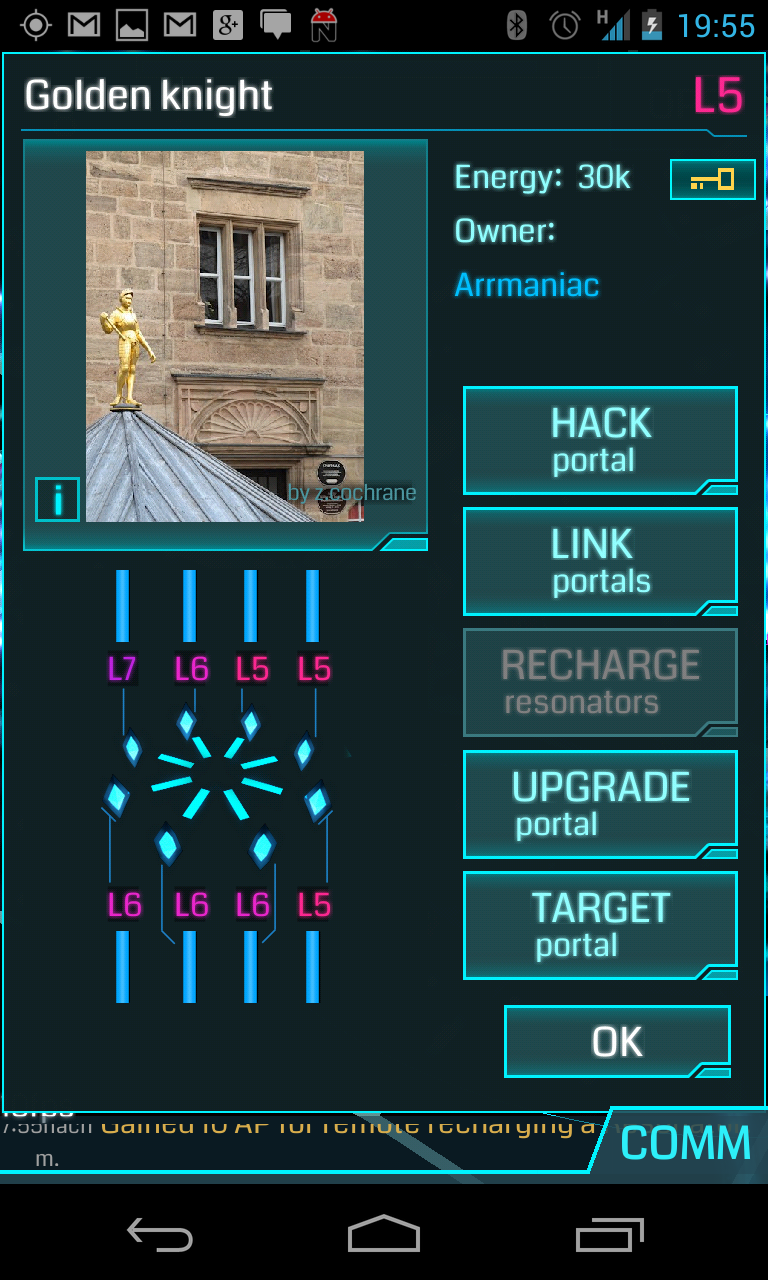 H
19:55
Golden knight
L5
Energy: 30k
Owner:
Arrmaniac
i
by z.cochrane
HACK
portal
LINK
portals
RECHARGE
resonators
UPGRADE
portal
TARGET
portal
OK
L7 L6 L5 L5
L6 L6 L6 L5
7:55nach Gained 10 AP for remote recharging a
m.
COMM